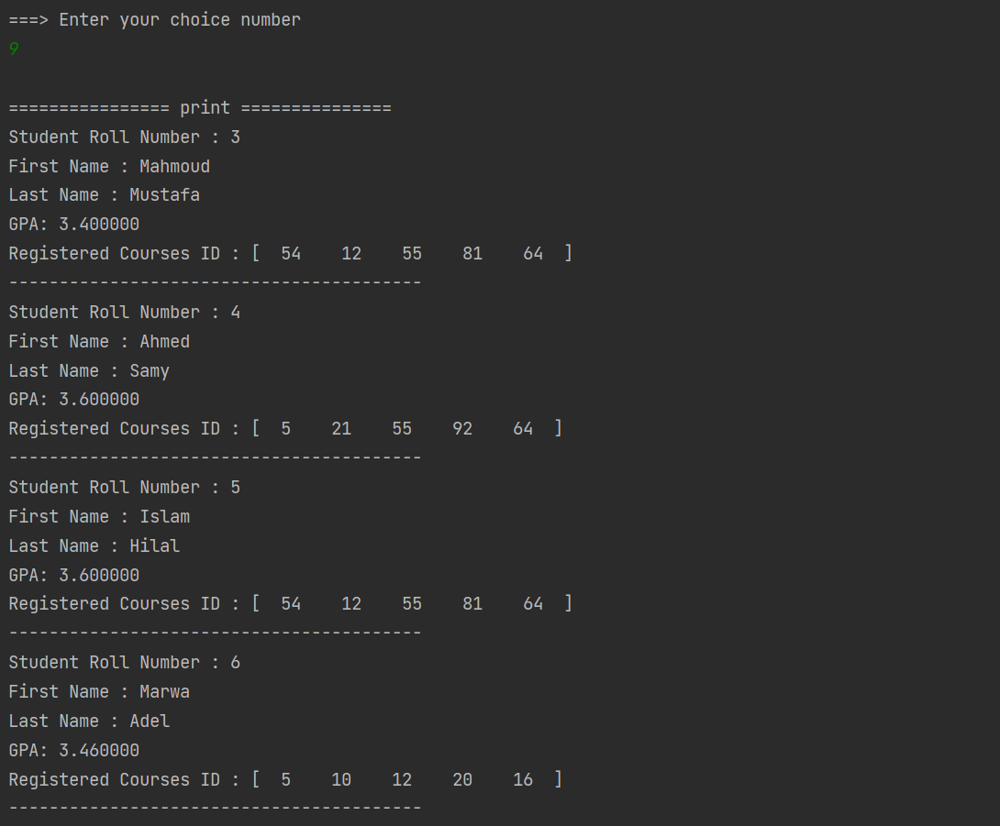 ===> Enter your choice number
9
================ print ===============
Student Roll Number : 3
First Name : Mahmoud
Last Name : Mustafa
GPA: 3.400000
Registered Courses ID : [  54    12    55    81    64  ]
-----------------------------------------
Student Roll Number : 4
First Name : Ahmed
Last Name : Samy
GPA: 3.600000
Registered Courses ID : [  5    21    55    92    64  ]
-----------------------------------------
Student Roll Number : 5
First Name : Islam
Last Name : Hilal
GPA: 3.600000
Registered Courses ID : [  54    12    55    81    64  ]
-----------------------------------------
Student Roll Number : 6
First Name : Marwa
Last Name : Adel
GPA: 3.460000
Registered Courses ID : [  5    10    12    20    16  ]
-----------------------------------------